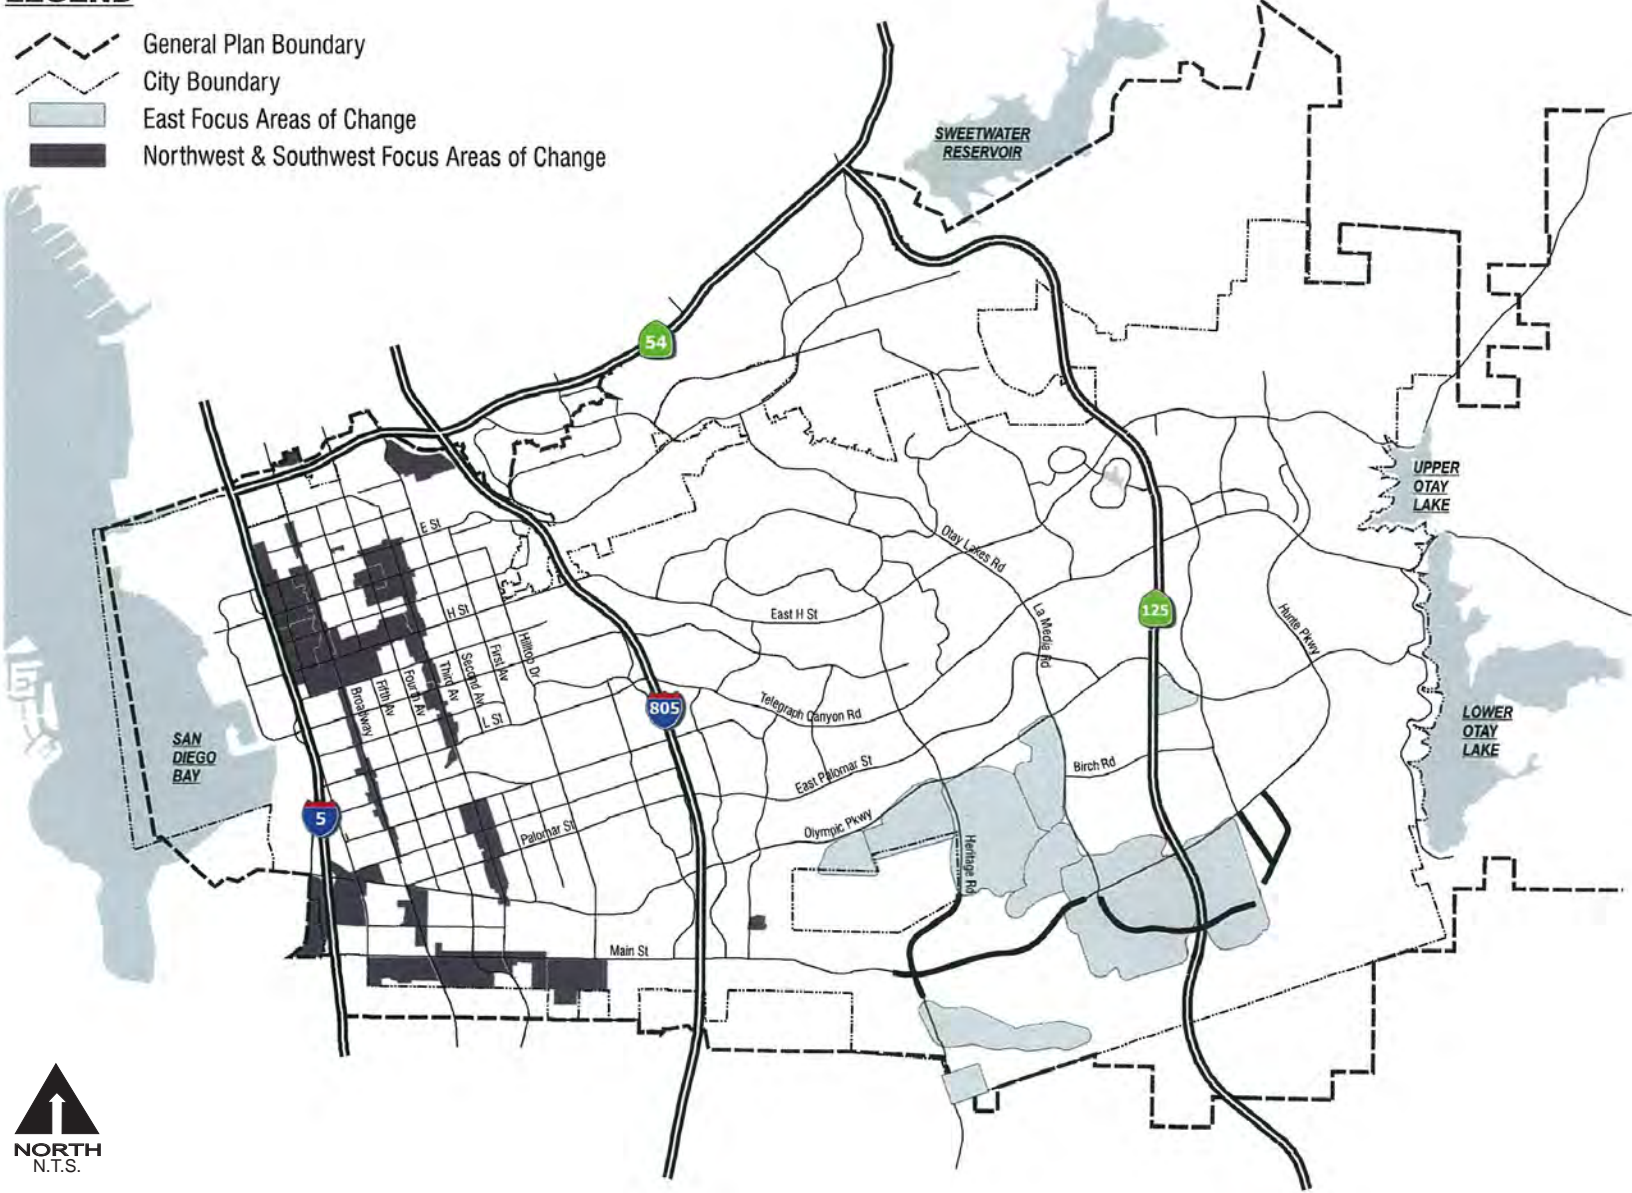 LEGEND
General Plan Boundary
City Boundary
East Focus Areas of Change
Northwest & Southwest Focus Areas of Change
SWEETWATER
RESERVOIR
54
UPPER
OTAY
LAKE
E St
Otay Lakes Rd
H St
East H St
La Media Rd
125
Hunte Pkwy
Hilltop Dr
First Av
Second Av
Third Av
Fourth Av
Fifth Av
Broadway
L St
805
Telegraph Canyon Rd
LOWER
OTAY
LAKE
SAN
DIEGO
BAY
East Palomar St
Birch Rd
5
Palomar St
Olympic Pkwy
Heritage Rd
Main St
NORTH
N.T.S.